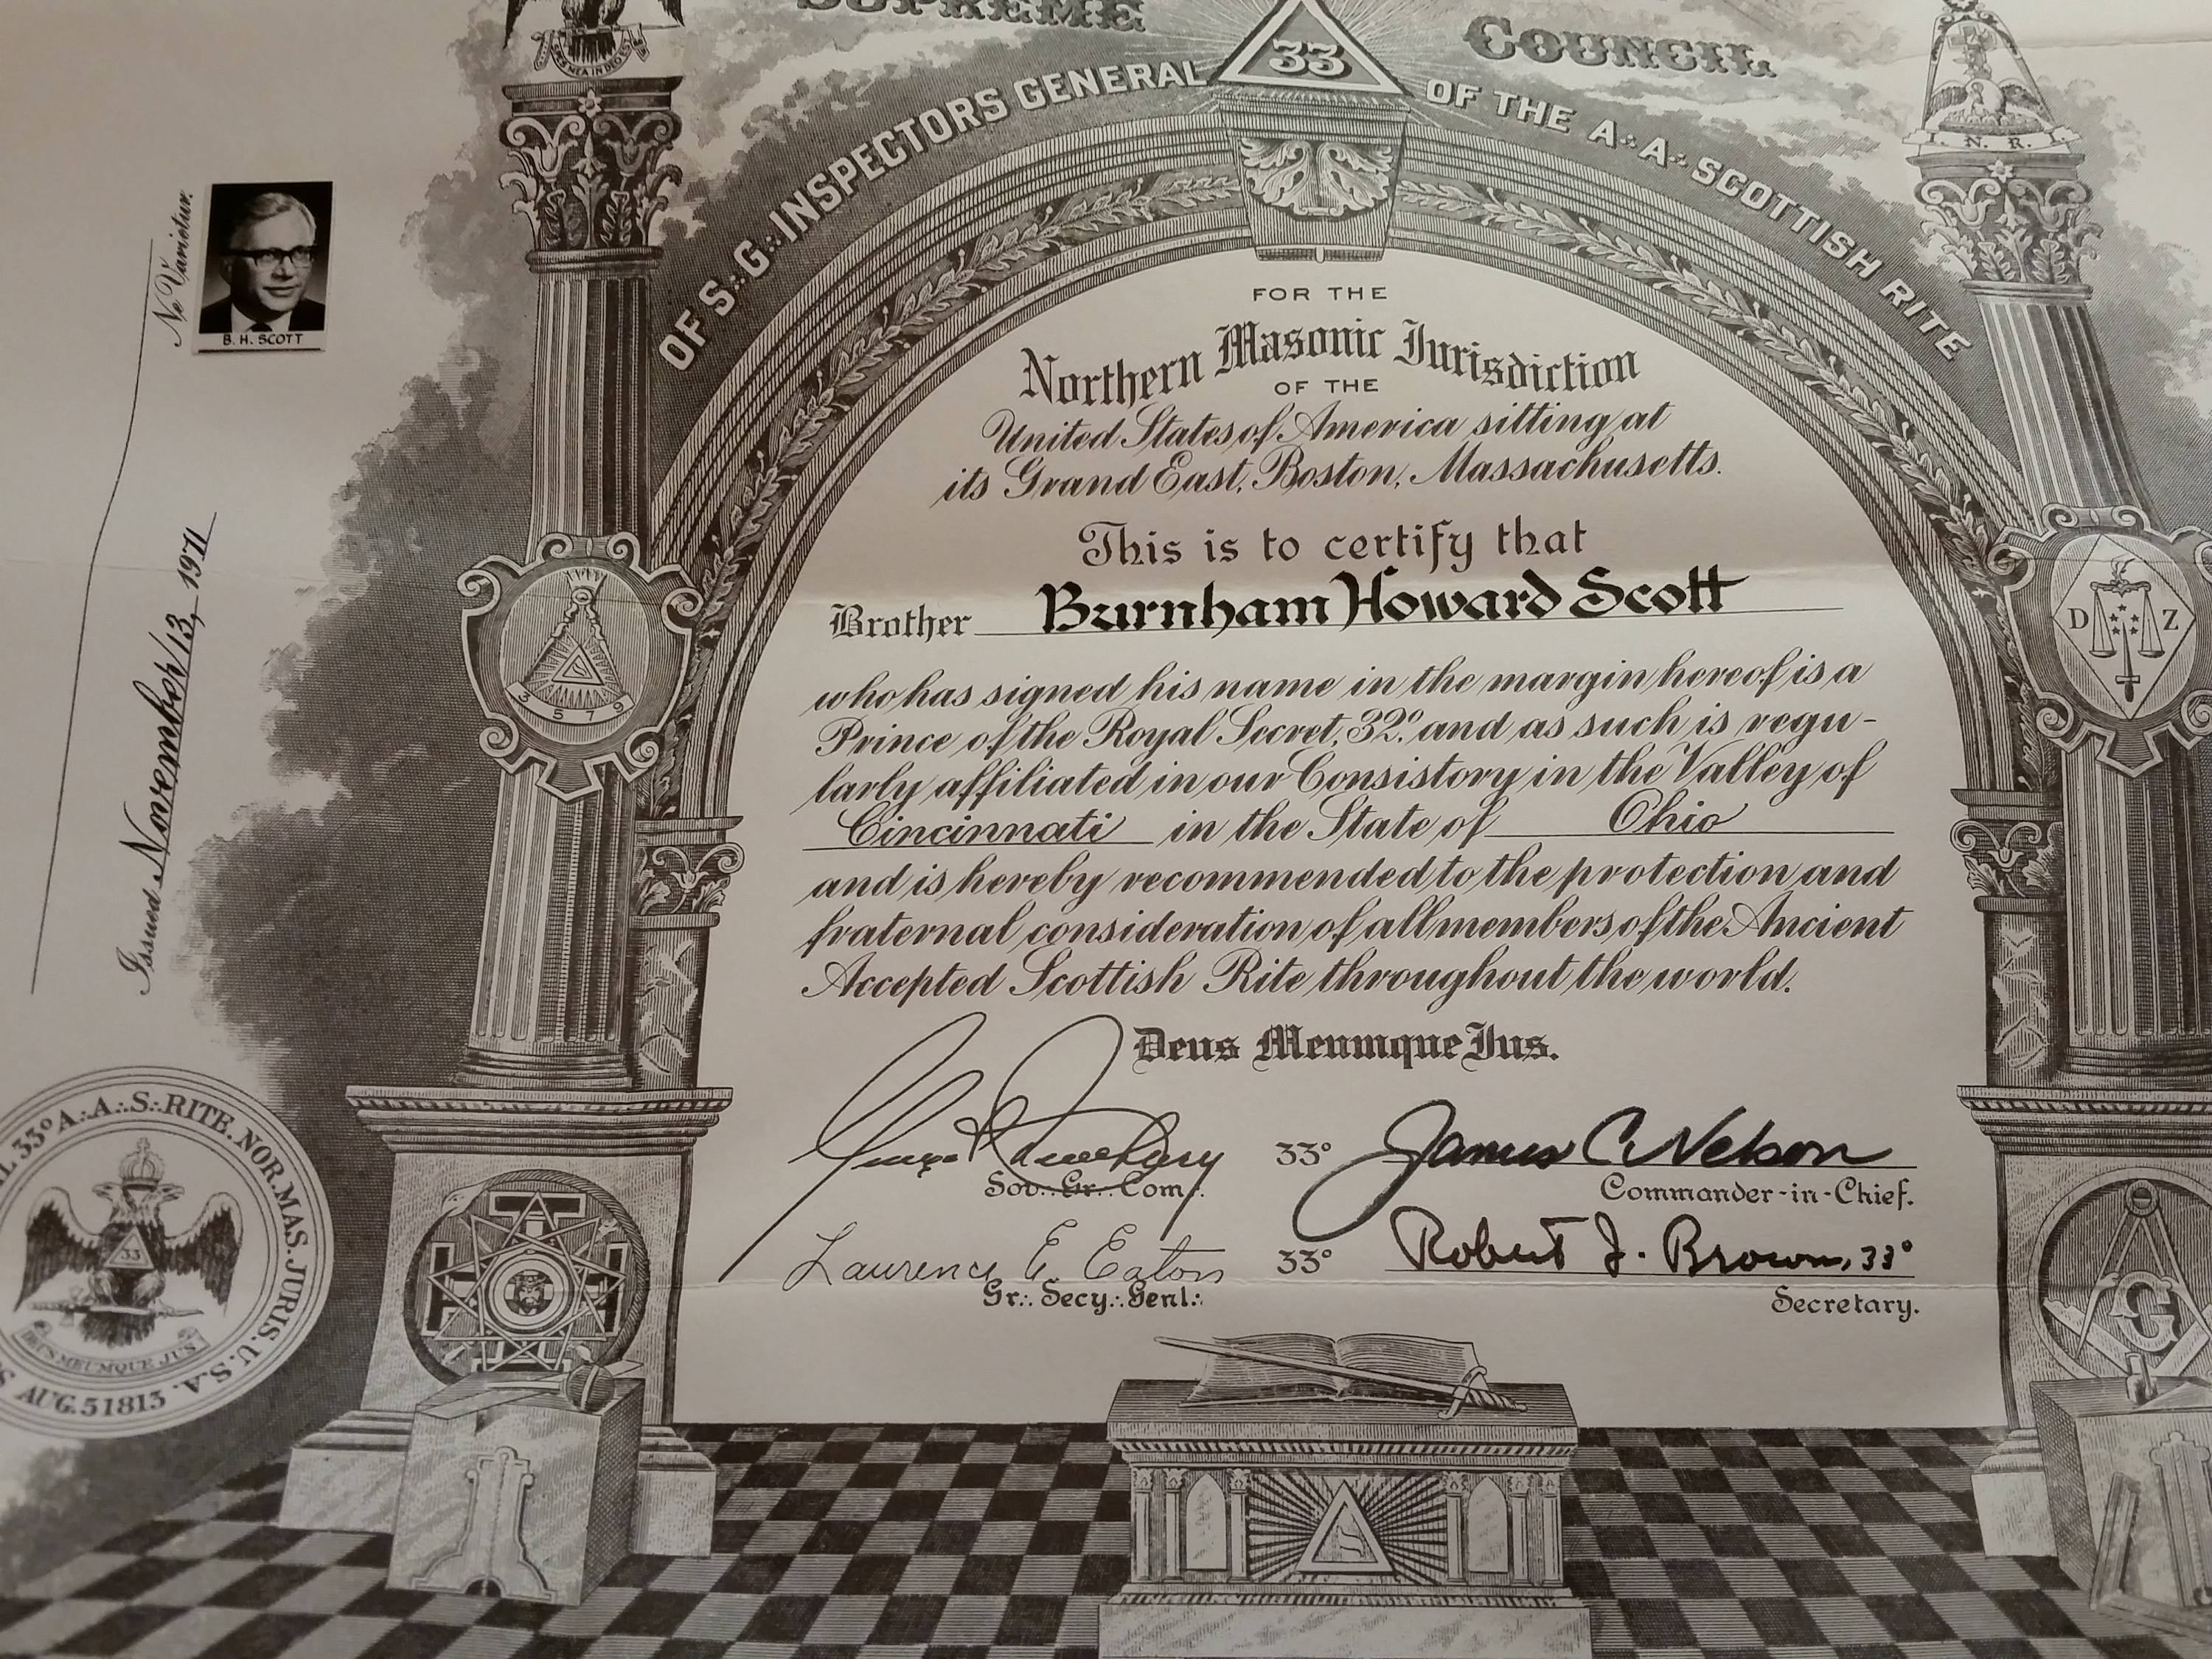 SUPREME COUNCIL
33
OF S∴G∴ INSPECTORS GENERAL OF THE A∴A∴ SCOTTISH RITE
SPES MEA IN DEO EST
I. N. R.
FOR THE
Northern Masonic Jurisdiction
OF THE
United States of America sitting at
its Grand East, Boston, Massachusetts.
This is to certify that
Brother Burnham Howard Scott
who has signed his name in the margin hereof is a
Prince of the Royal Secret, 32° and as such is regu-
larly affiliated in our Consistory in the Valley of
Cincinnati in the State of Ohio
and is hereby recommended to the protection and
fraternal consideration of all members of the Ancient
Accepted Scottish Rite throughout the world.
Deus Meumque Jus.
33° James C. Nelson
Sov∴ Gr∴ Com∴
Commander-in-Chief.
Laurence E. Eaton 33° Robert J. Brown, 33°
Gr∴ Secy∴ Genl∴
Secretary.
Ne Varietur.
B. H. SCOTT
Issued November 13, 1971
3 5 7 9
D Z
33° A∴A∴S∴ RITE. NOR. MAS. JURIS. U.S.A.
AUG. 5 1813
33
DEUS MEUMQUE JUS
G